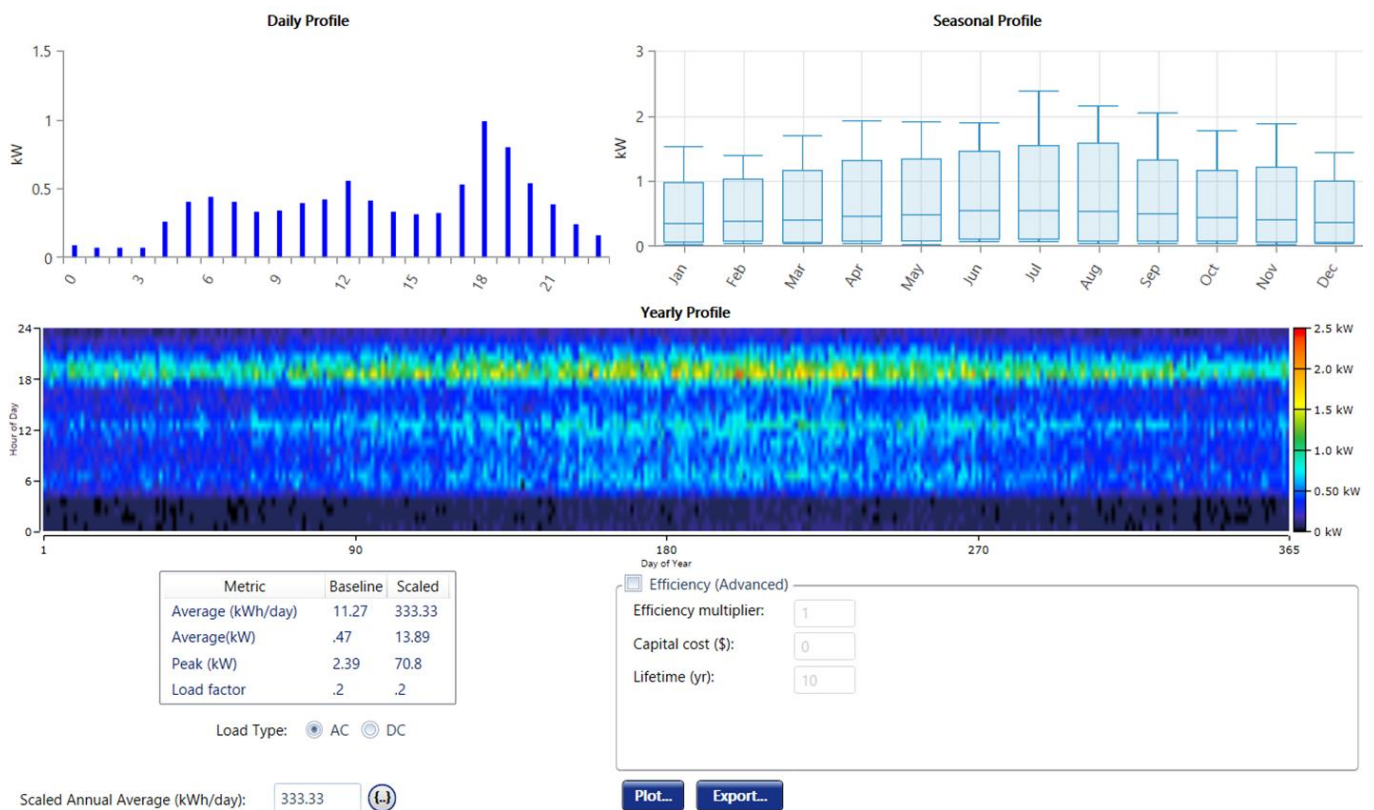 Daily Profile
1.5
1
0.5
0
kW
0 3 6 9 12 15 18 21
Seasonal Profile
3
2
1
0
kW
Jan Feb Mar Apr May Jun Jul Aug Sep Oct Nov Dec
Yearly Profile
24
18
12
6
0
Hour of Day
1 90 180 270 365
Day of Year
2.5 kW
2.0 kW
1.5 kW
1.0 kW
0.50 kW
0 kW
Metric Baseline Scaled
Average (kWh/day) 11.27 333.33
Average(kW) .47 13.89
Peak (kW) 2.39 70.8
Load factor .2 .2
Load Type: AC DC
Scaled Annual Average (kWh/day): 333.33 {..}
Efficiency (Advanced)
Efficiency multiplier: 1
Capital cost ($): 0
Lifetime (yr): 10
Plot... Export...